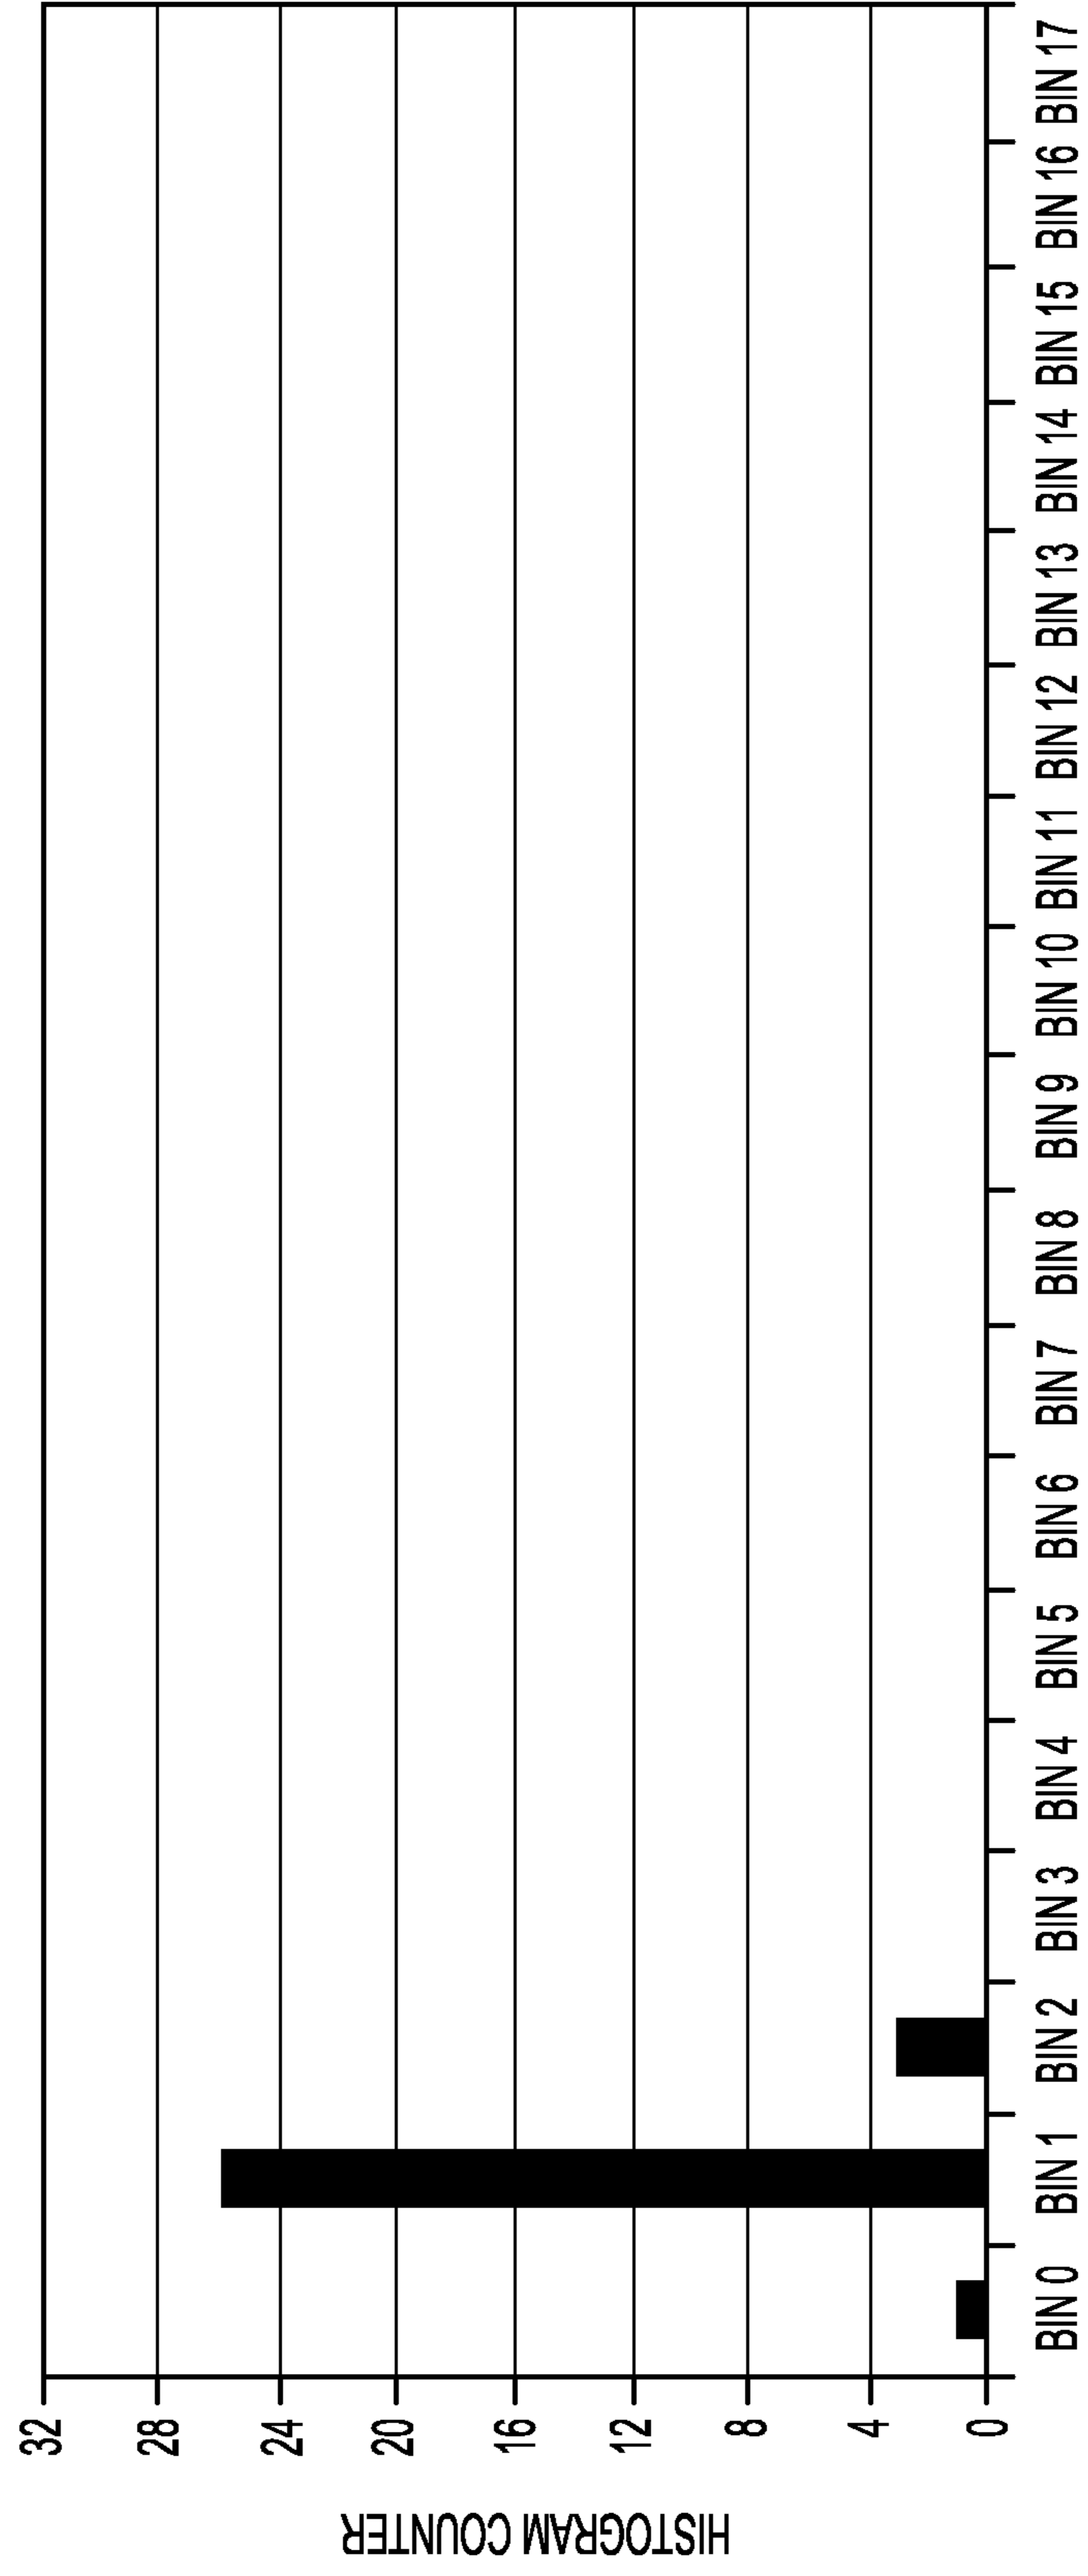 HISTOGRAM COUNTER
32
28
24
20
16
12
8
4
0
BIN 0
BIN 1
BIN 2
BIN 3
BIN 4
BIN 5
BIN 6
BIN 7
BIN 8
BIN 9
BIN 10
BIN 11
BIN 12
BIN 13
BIN 14
BIN 15
BIN 16
BIN 17